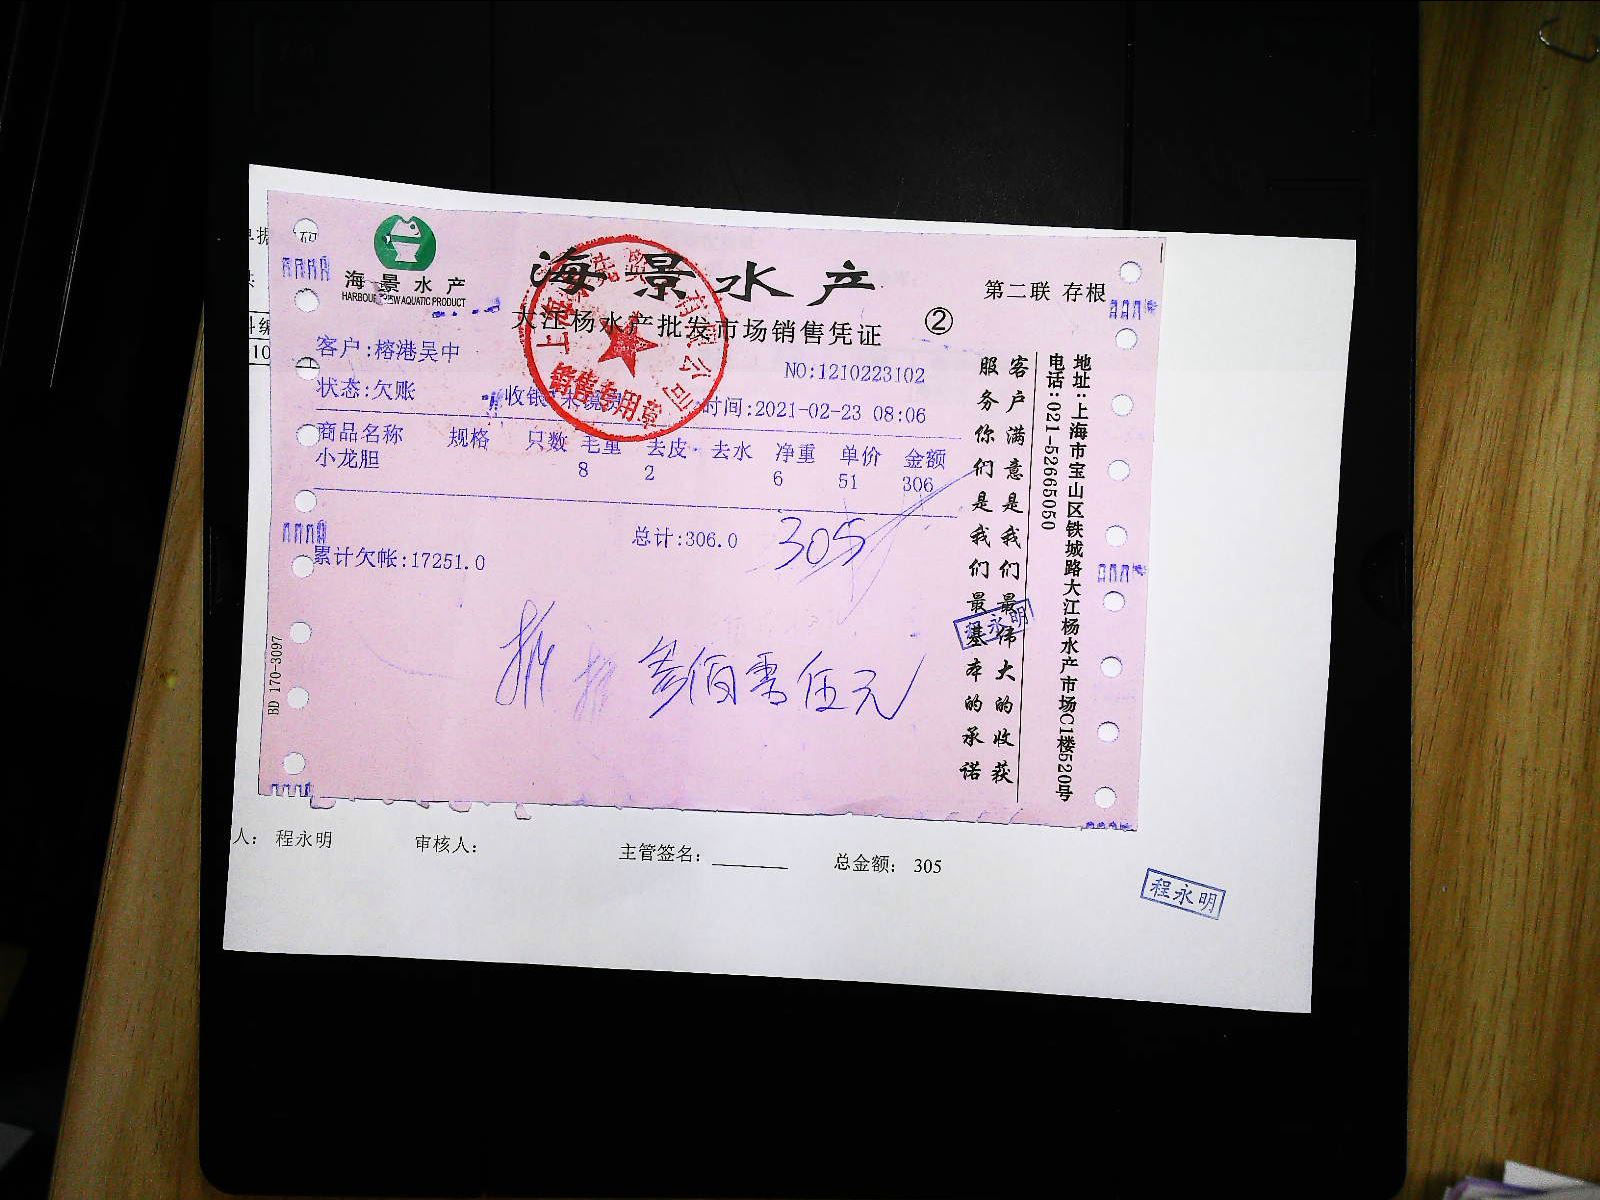 海景水产
HARBOUR VIEW AQUATIC PRODUCT
海景水产
第二联 存根
大江杨水产批发市场销售凭证 ②
客户:榕港吴中
NO:1210223102
状态:欠账 收银
时间:2021-02-23 08:06
商品名称 规格 只数 毛重 去皮 去水 净重 单价 金额
小龙胆 8 2 6 51 306
总计:306.0 305
累计欠帐:17251.0
叁佰零伍元
客户满意是我们最伟大的收获
服务你们是我们最基本的承诺
地址:上海市宝山区铁城路大江杨水产市场C1楼520号
电话:021-52665050
BD 170-3097
销售专用章
程永明
10
人: 程永明 审核人: 主管签名: 总金额: 305
程永明